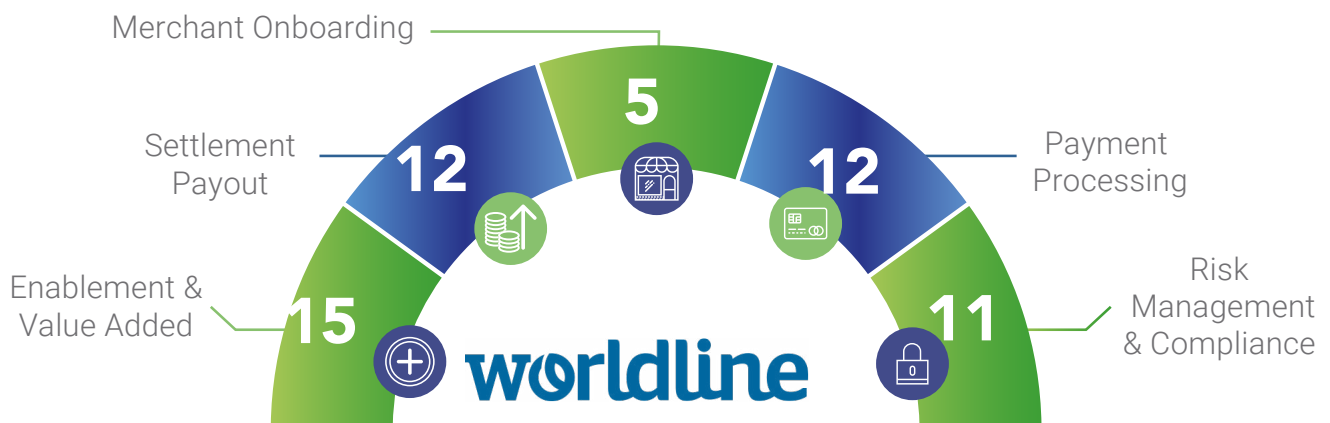 Merchant Onboarding
5
Settlement
Payout
12
12
Payment
Processing
Enablement &
Value Added
15
11
Risk
Management
& Compliance
worldline